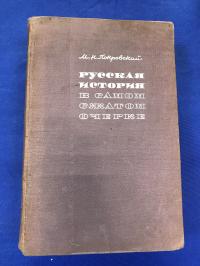 М. Н. Покровский.
РУССКАЯ
ИСТОРИЯ
В САМОМ
СЖАТОМ
ОЧЕРКЕ